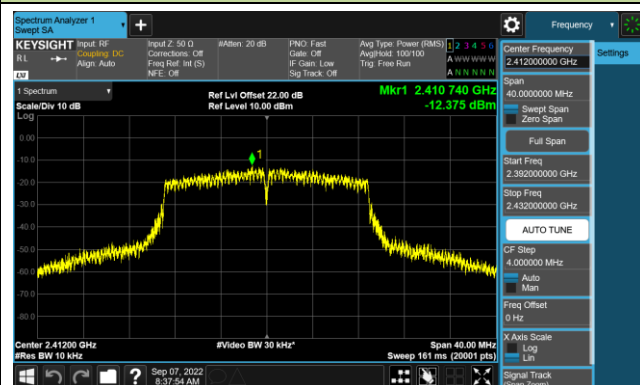 Spectrum Analyzer 1
Swept SA
+
Frequency
KEYSIGHT
RL
LXI
Input: RF
Coupling: DC
Align: Auto
Input Z: 50 Ω
Corrections: Off
Freq Ref: Int (S)
NFE: Off
#Atten: 20 dB
PNO: Fast
Gate: Off
IF Gain: Low
Sig Track: Off
Avg Type: Power (RMS)
Avg|Hold: 100/100
Trig: Free Run
1 2 3 4 5 6
A W W W W W
A N N N N N
Center Frequency
2.412000000 GHz
Settings
1 Spectrum
Scale/Div 10 dB
Log
Ref Lvl Offset 22.00 dB
Ref Level 10.00 dBm
Mkr1 2.410 740 GHz
-12.375 dBm
Span
40.0000000 MHz
Swept Span
Zero Span
Full Span
Start Freq
2.392000000 GHz
Stop Freq
2.432000000 GHz
AUTO TUNE
CF Step
4.000000 MHz
Auto
Man
Freq Offset
0 Hz
X Axis Scale
Log
Lin
Signal Track
(Span Zoom)
0.00
-10.0
-20.0
-30.0
-40.0
-50.0
-60.0
-70.0
-80.0
1
Center 2.41200 GHz
#Res BW 10 kHz
#Video BW 30 kHz*
Span 40.00 MHz
Sweep 161 ms (20001 pts)
?
Sep 07, 2022
8:37:54 AM